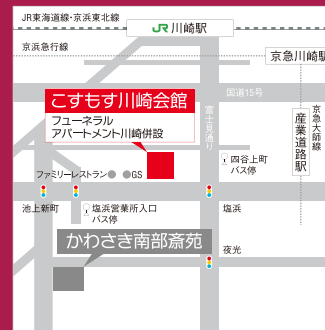 JR東海道線・京浜東北線
JR 川崎駅
京浜急行線
京急川崎駅
国道15号
こすもす川崎会館
フューネラル
アパートメント川崎併設
富士見通り
産業道路駅
京急大師線
四谷上町
バス停
ファミリーレストラン
GS
池上新町
塩浜営業所入口
バス停
塩浜
かわさき南部斎苑
夜光